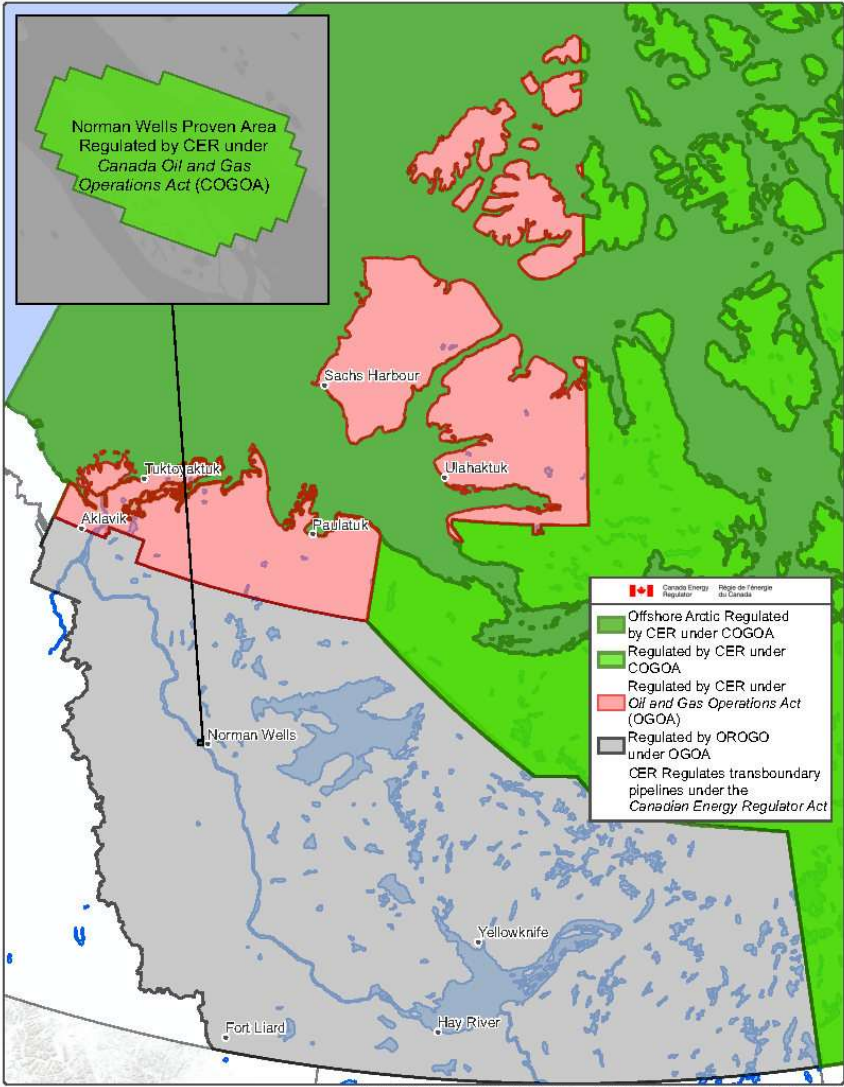 Norman Wells Proven Area
Regulated by CER under
Canada Oil and Gas
Operations Act (COGOA)
Sachs Harbour
Tuktoyaktuk
Ulahaktuk
Aklavik
Paulatuk
Canada Energy
Regulator
Régie de l'énergie
du Canada
Offshore Arctic Regulated
by CER under COGOA
Regulated by CER under
COGOA
Regulated by CER under
Oil and Gas Operations Act
(OGOA)
Regulated by OROGO
under OGOA
CER Regulates transboundary
pipelines under the
Canadian Energy Regulator Act
Norman Wells
Yellowknife
Hay River
Fort Liard